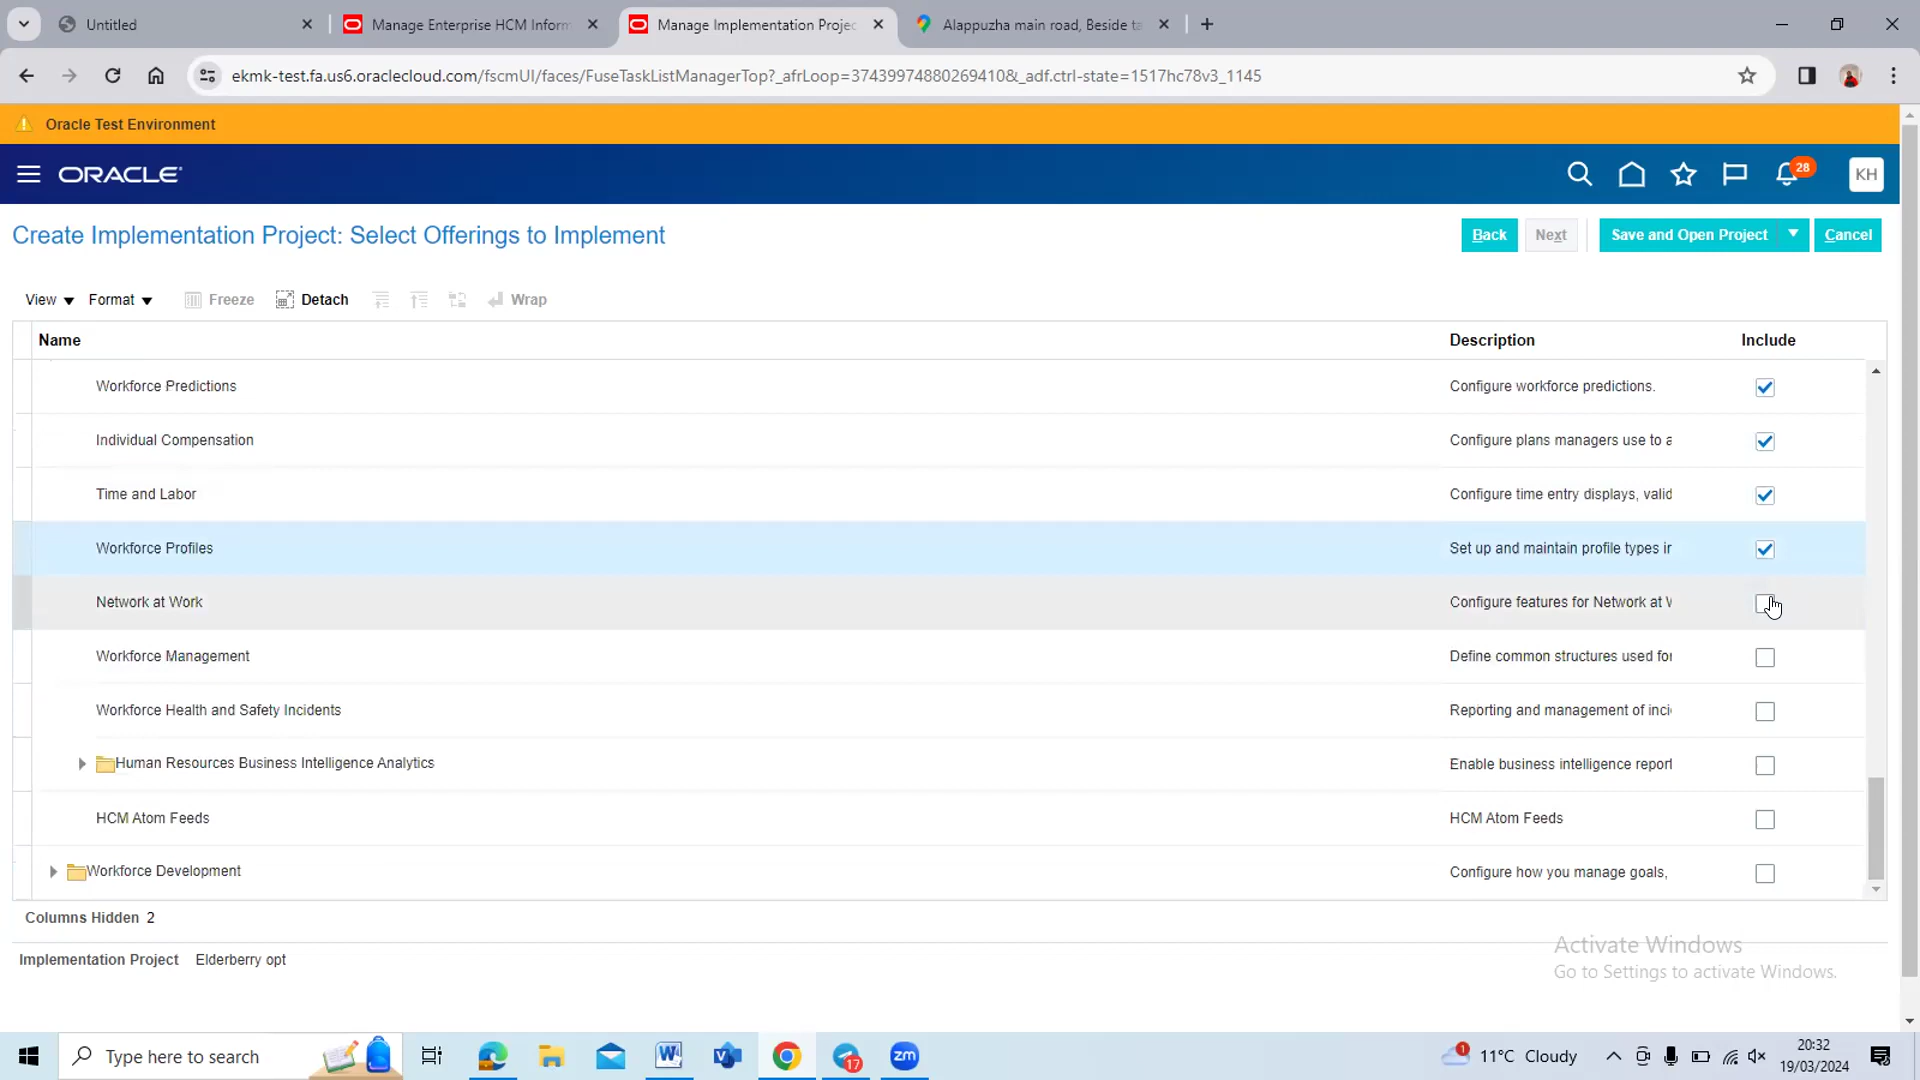 Untitled
Manage Enterprise HCM Inform
Manage Implementation Projec
Alappuzha main road, Beside ta
ekmk-test.fa.us6.oraclecloud.com/fscmUI/faces/FuseTaskListManagerTop?_afrLoop=37439974880269410&_adf.ctrl-state=1517hc78v3_1145
Oracle Test Environment
ORACLE
28
KH
Create Implementation Project: Select Offerings to Implement
Back Next Save and Open Project Cancel
View Format Freeze Detach Wrap
Name Description Include
Workforce Predictions Configure workforce predictions.
Individual Compensation Configure plans managers use to a
Time and Labor Configure time entry displays, valid
Workforce Profiles Set up and maintain profile types in
Network at Work Configure features for Network at W
Workforce Management Define common structures used for
Workforce Health and Safety Incidents Reporting and management of inci
Human Resources Business Intelligence Analytics Enable business intelligence report
HCM Atom Feeds HCM Atom Feeds
Workforce Development Configure how you manage goals,
Columns Hidden 2
Implementation Project Elderberry opt
Activate Windows
Go to Settings to activate Windows.
Type here to search
17
zm
1
11°C Cloudy
20:32
19/03/2024